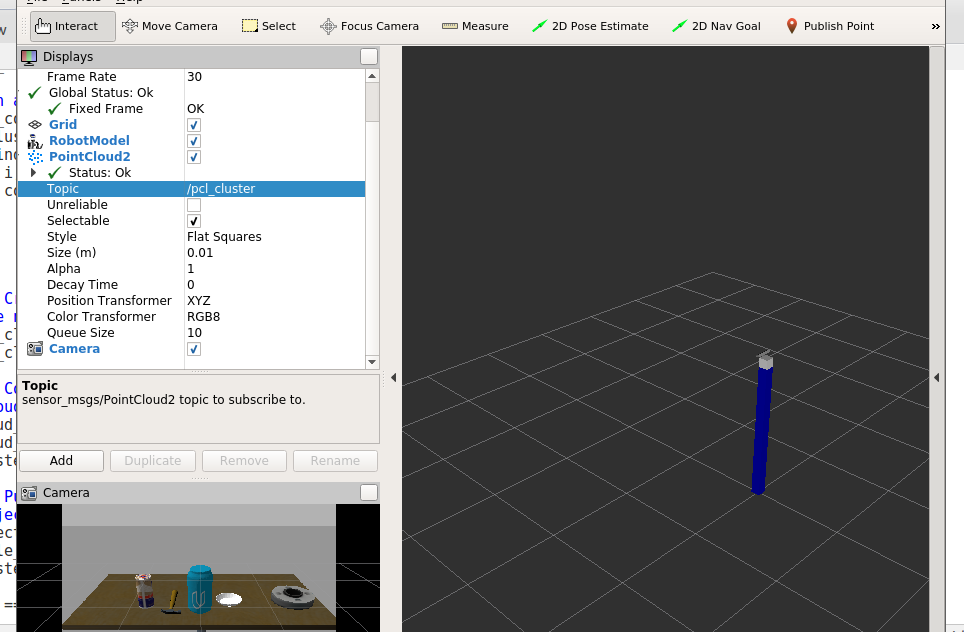 Interact Move Camera Select Focus Camera Measure 2D Pose Estimate 2D Nav Goal Publish Point »
Displays
Frame Rate 30
Global Status: Ok
Fixed Frame OK
Grid
RobotModel
PointCloud2
Status: Ok
Topic /pcl_cluster
Unreliable
Selectable
Style Flat Squares
Size (m) 0.01
Alpha 1
Decay Time 0
Position Transformer XYZ
Color Transformer RGB8
Queue Size 10
Camera
Topic
sensor_msgs/PointCloud2 topic to subscribe to.
Add Duplicate Remove Rename
Camera